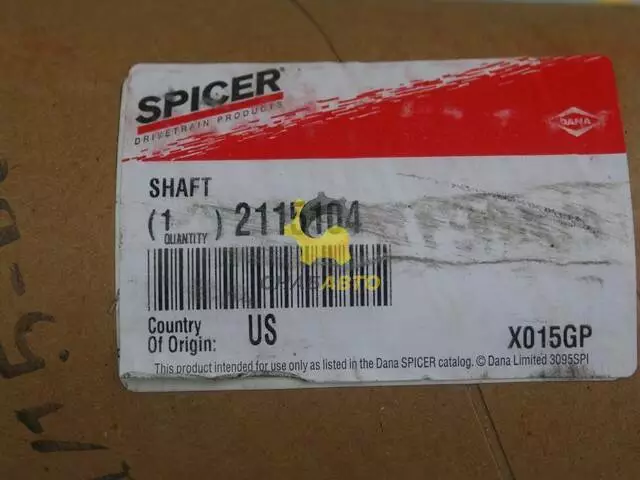 SPICER
DRIVETRAIN PRODUCTS
DANA
SHAFT
(1 )
QUANTITY
СНАБАВТО
Country
Of Origin: US
X015GP
This product intended for use only as listed in the Dana SPICER catalog. © Dana Limited 3095SPI